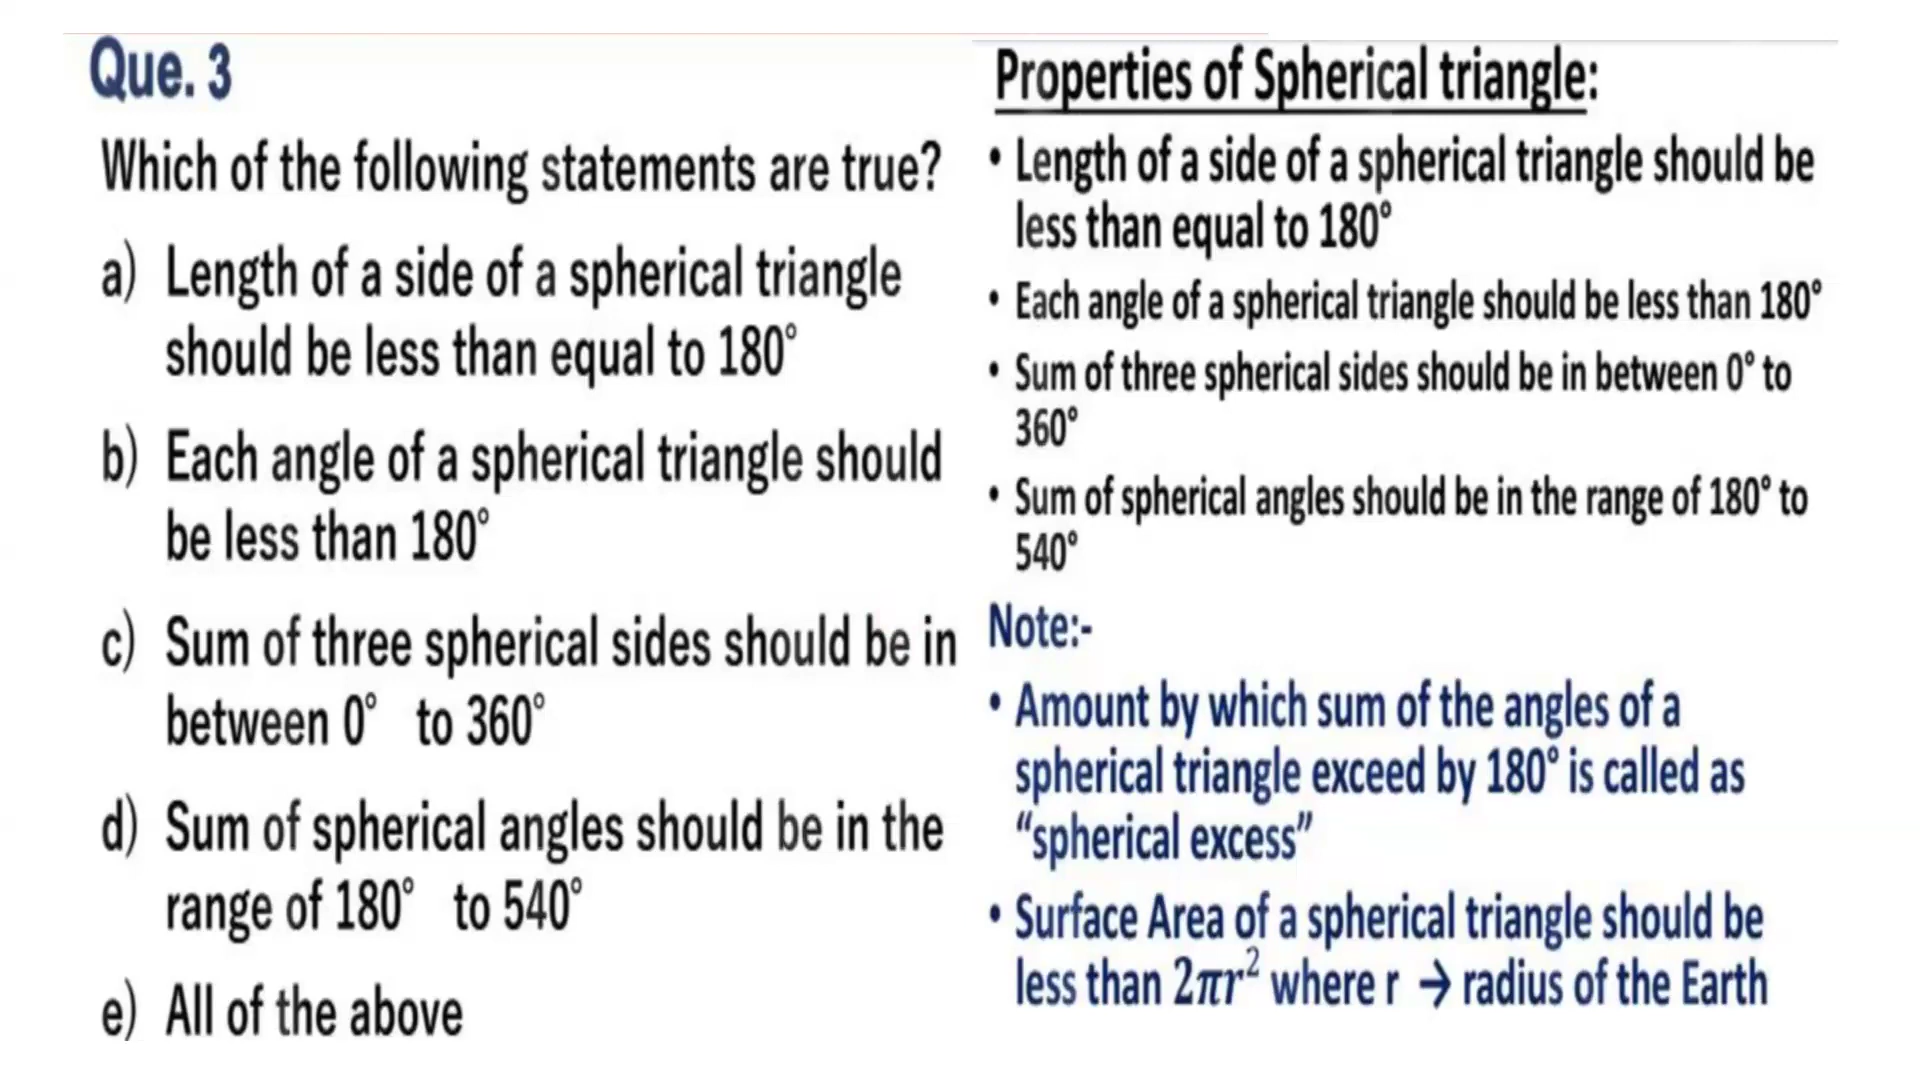 Que. 3
Which of the following statements are true?
a) Length of a side of a spherical triangle
should be less than equal to 180°
b) Each angle of a spherical triangle should
be less than 180°
c) Sum of three spherical sides should be in
between 0° to 360°
d) Sum of spherical angles should be in the
range of 180° to 540°
e) All of the above
Properties of Spherical triangle:
• Length of a side of a spherical triangle should be
less than equal to 180°
• Each angle of a spherical triangle should be less than 180°
• Sum of three spherical sides should be in between 0° to
360°
• Sum of spherical angles should be in the range of 180° to
540°
Note:-
• Amount by which sum of the angles of a
spherical triangle exceed by 180° is called as
“spherical excess”
• Surface Area of a spherical triangle should be
less than 2πr² where r → radius of the Earth